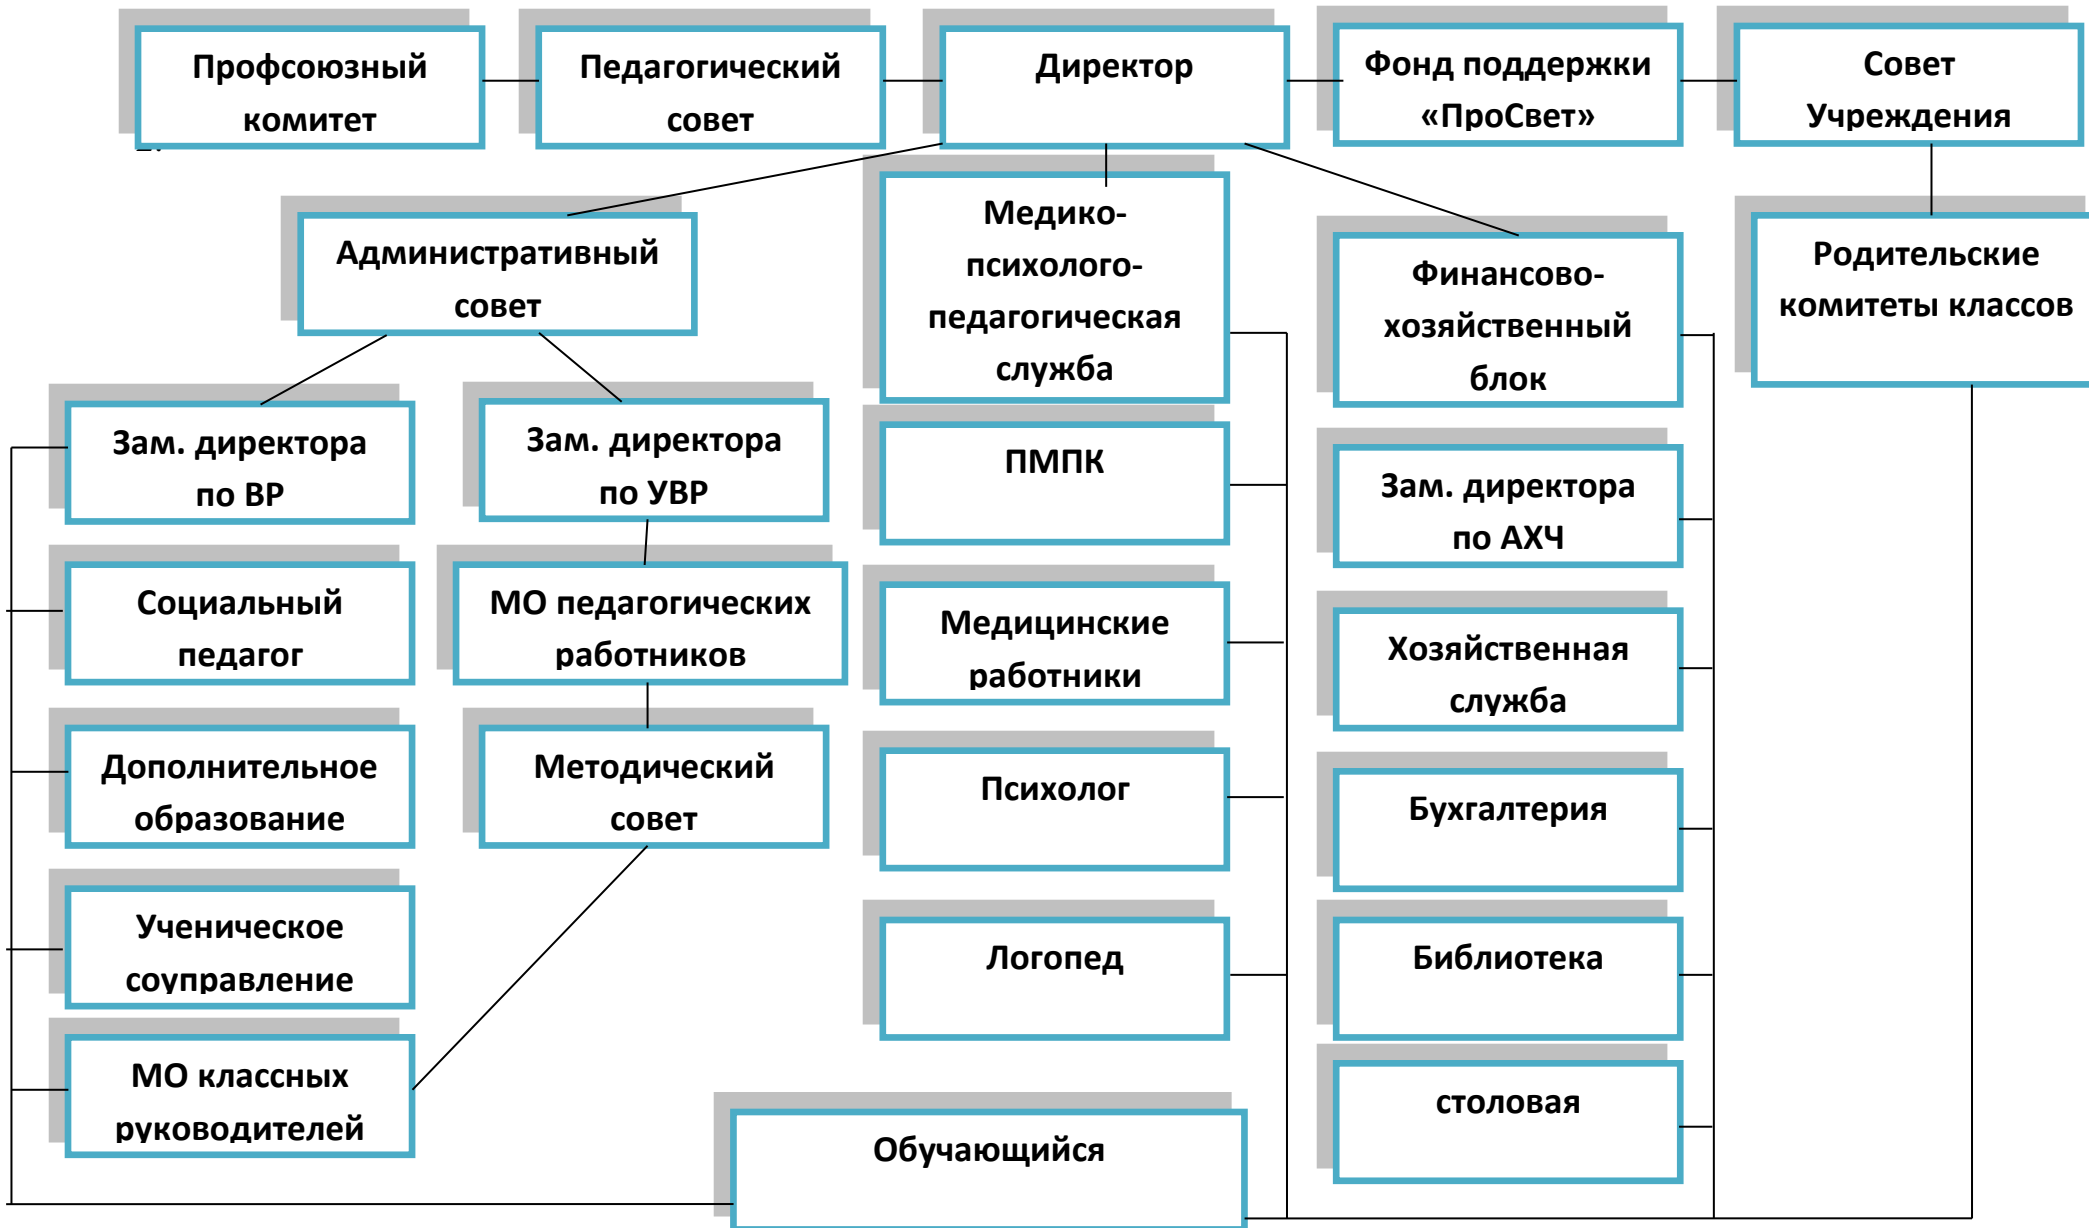 Профсоюзный
комитет
Педагогический
совет
Директор
Фонд поддержки
«ПроСвет»
Совет
Учреждения
Административный
совет
Медико-
психолого-
педагогическая
служба
Финансово-
хозяйственный
блок
Родительские
комитеты классов
Зам. директора
по ВР
Зам. директора
по УВР
ПМПК
Зам. директора
по АХЧ
Социальный
педагог
МО педагогических
работников
Медицинские
работники
Хозяйственная
служба
Дополнительное
образование
Методический
совет
Психолог
Бухгалтерия
Ученическое
соуправление
Логопед
Библиотека
МО классных
руководителей
столовая
Обучающийся